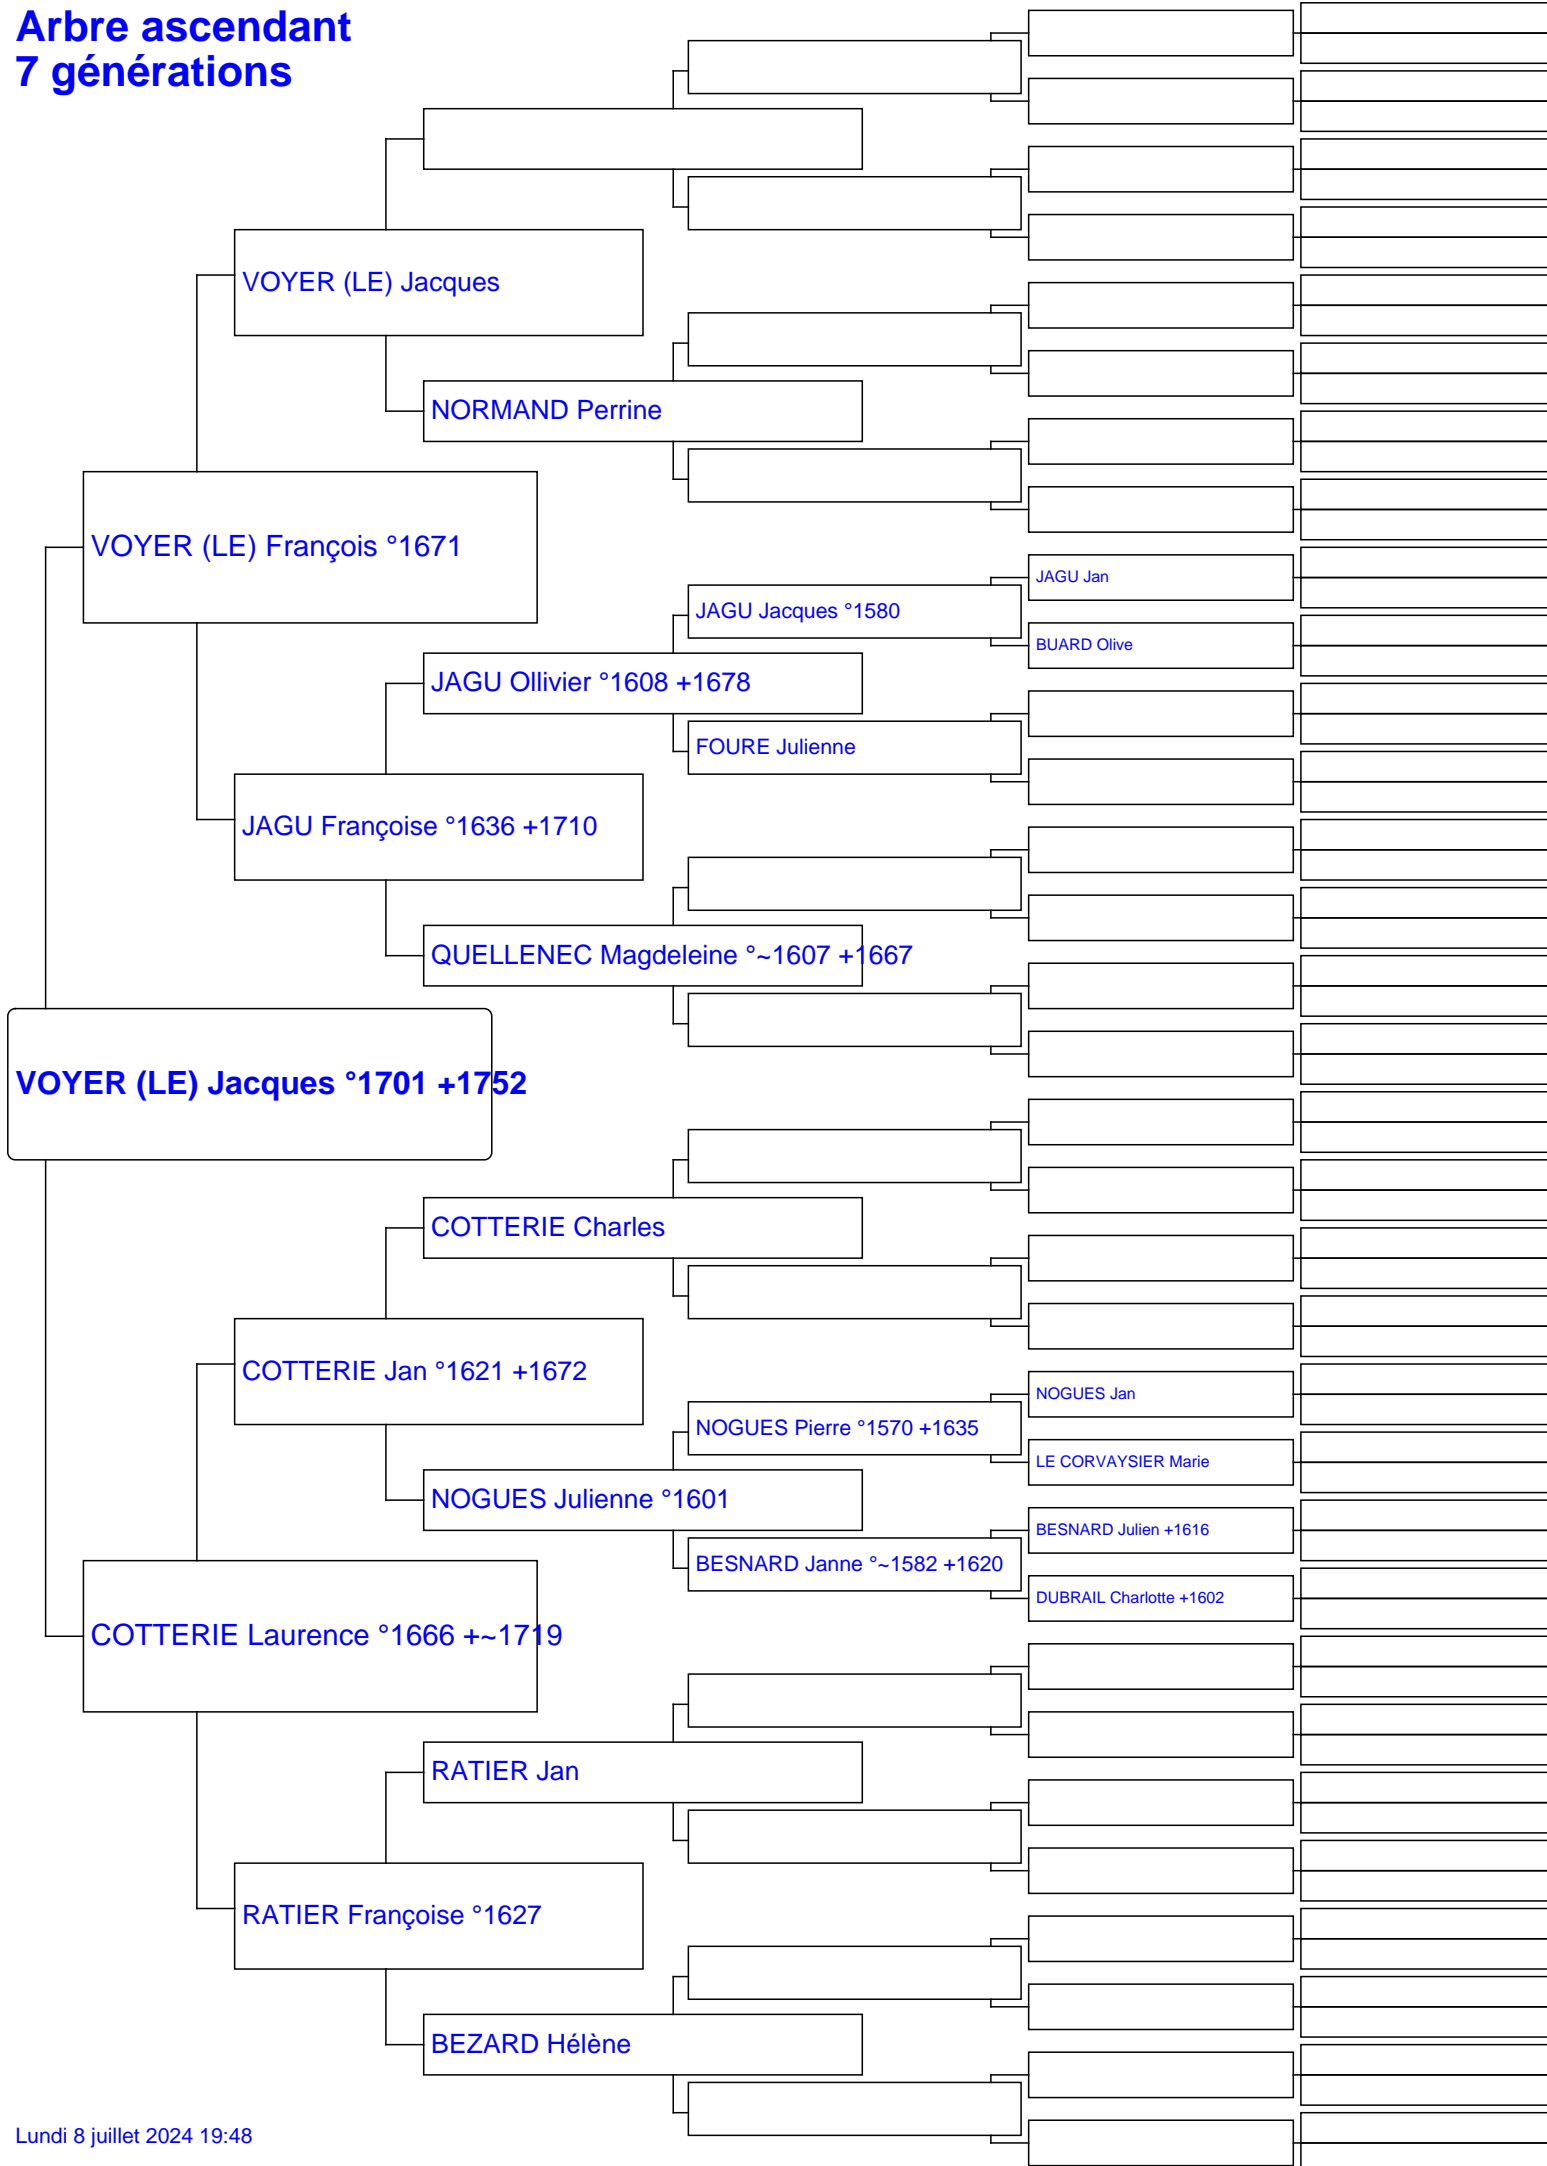 Arbre ascendant
7 générations
VOYER (LE) Jacques
NORMAND Perrine
VOYER (LE) François °1671
JAGU Jan
JAGU Jacques °1580
BUARD Olive
JAGU Ollivier °1608 +1678
FOURE Julienne
JAGU Françoise °1636 +1710
QUELLENEC Magdeleine °~1607 +1667
VOYER (LE) Jacques °1701 +1752
COTTERIE Charles
COTTERIE Jan °1621 +1672
NOGUES Jan
NOGUES Pierre °1570 +1635
LE CORVAYSIER Marie
NOGUES Julienne °1601
BESNARD Julien +1616
BESNARD Janne °~1582 +1620
DUBRAIL Charlotte +1602
COTTERIE Laurence °1666 +~1719
RATIER Jan
RATIER Françoise °1627
BEZARD Hélène
Lundi 8 juillet 2024 19:48